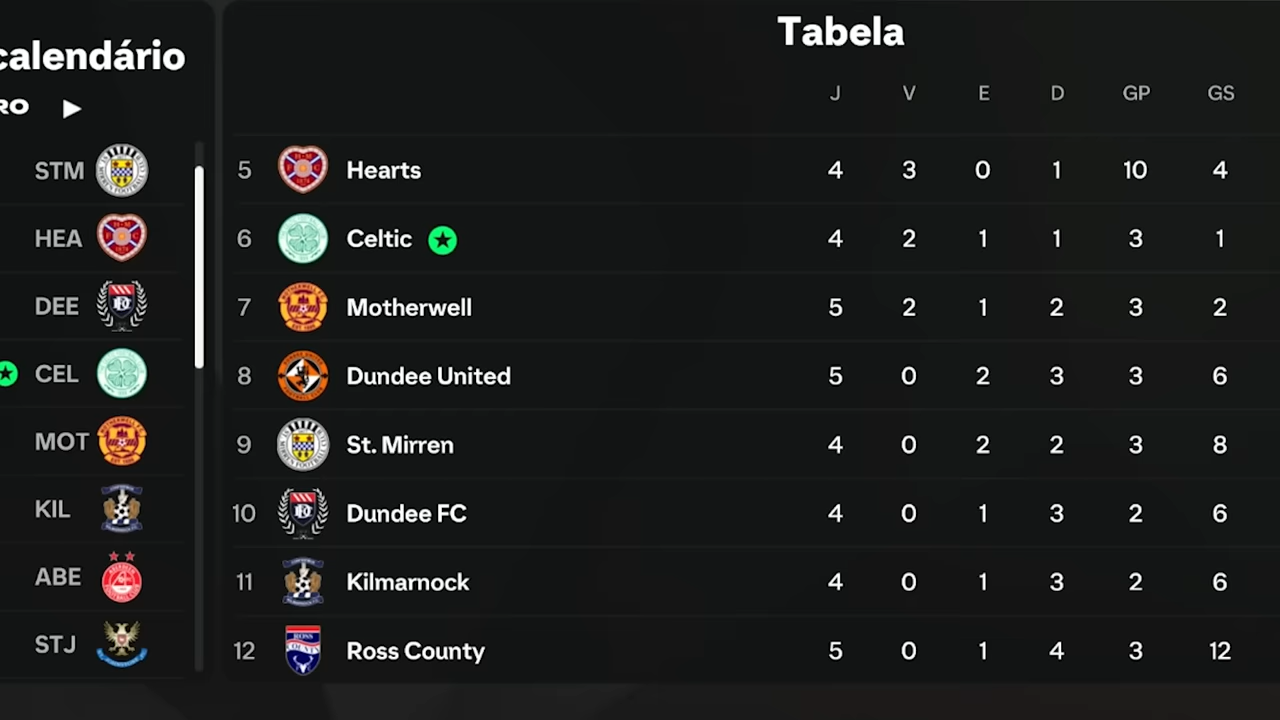 calendário
RO
STM
HEA
DEE
CEL
MOT
KIL
ABE
STJ
Tabela
J V E D GP GS
5 Hearts 4 3 0 1 10 4
6 Celtic 4 2 1 1 3 1
7 Motherwell 5 2 1 2 3 2
8 Dundee United 5 0 2 3 3 6
9 St. Mirren 4 0 2 2 3 8
10 Dundee FC 4 0 1 3 2 6
11 Kilmarnock 4 0 1 3 2 6
12 Ross County 5 0 1 4 3 12